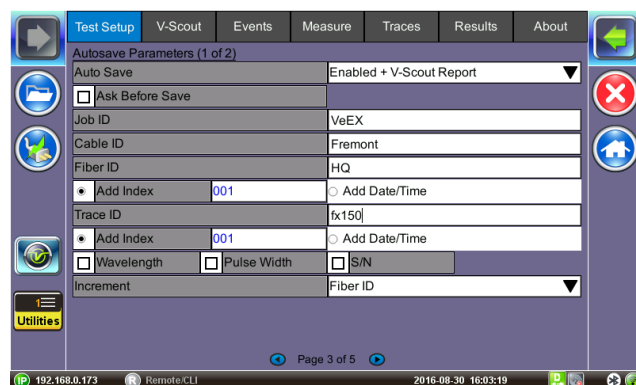 Test Setup V-Scout Events Measure Traces Results About
Autosave Parameters (1 of 2)
Auto Save Enabled + V-Scout Report
Ask Before Save
Job ID VeEX
Cable ID Fremont
Fiber ID HQ
Add Index 001 Add Date/Time
Trace ID fx150
Add Index 001 Add Date/Time
Wavelength Pulse Width S/N
Increment Fiber ID
1
Utilities
Page 3 of 5
IP 192.168.0.173 R Remote/CLI 2016-08-30 16:03:19